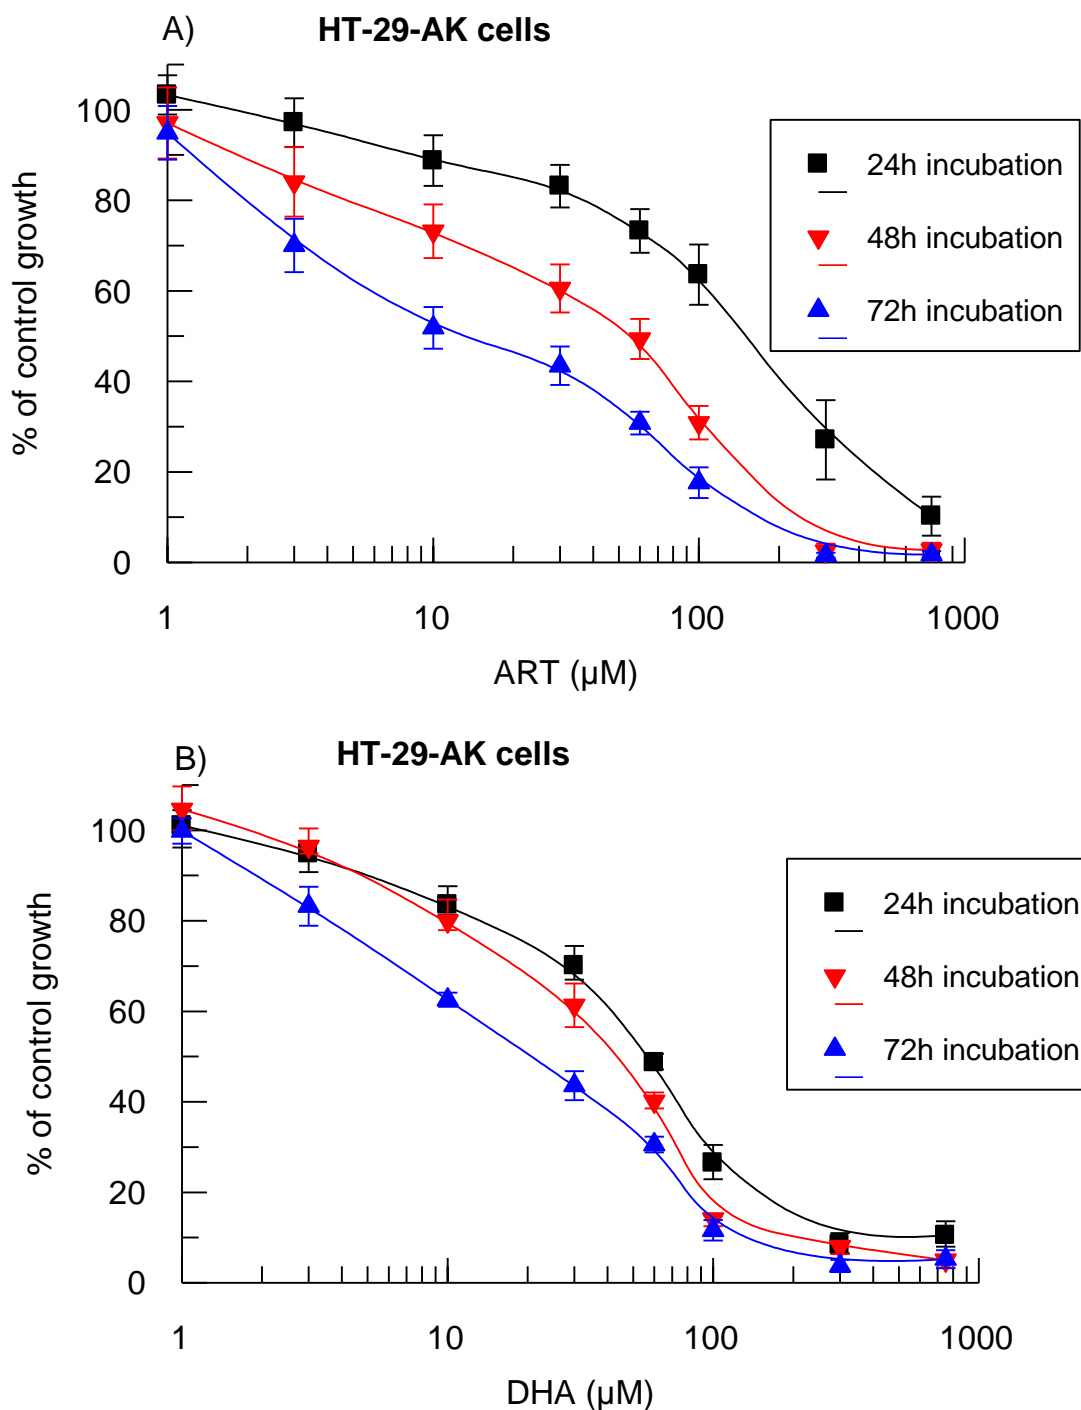 A)
HT-29-AK cells
% of control growth
100
80
60
40
20
0
1
10
100
1000
ART (µM)
24h incubation
48h incubation
72h incubation
B)
HT-29-AK cells
% of control growth
100
80
60
40
20
0
1
10
100
1000
DHA (µM)
24h incubation
48h incubation
72h incubation